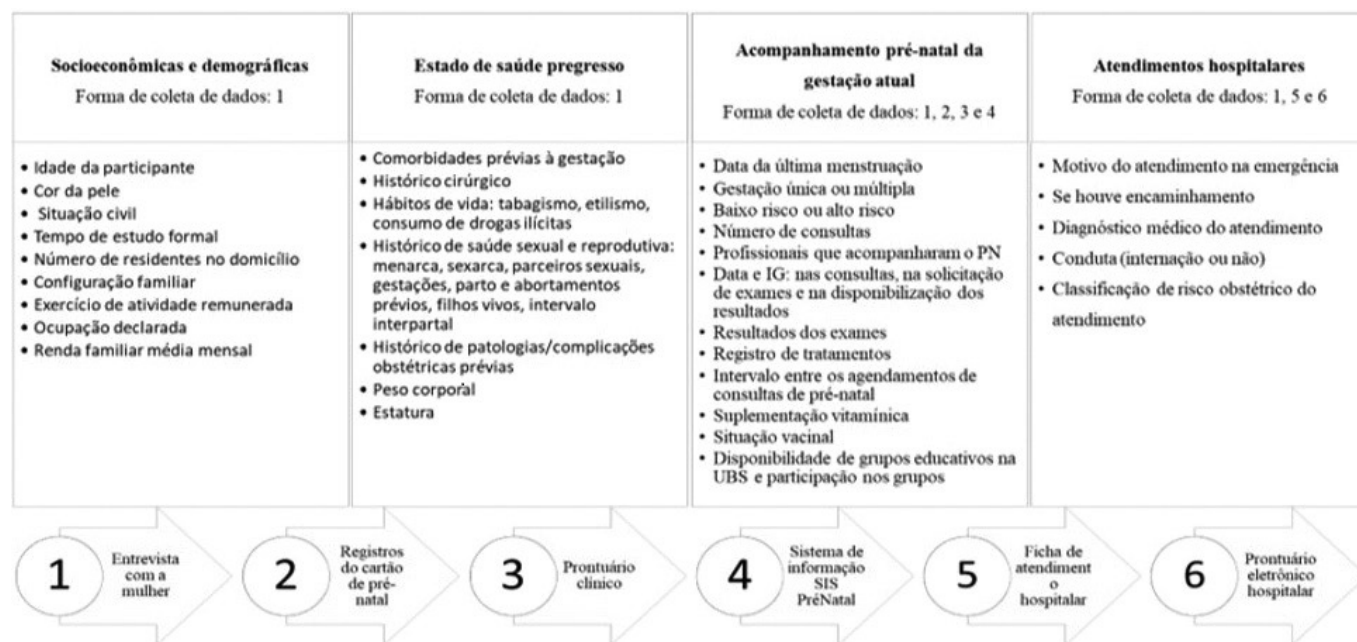 Socioeconômicas e demográficas
Forma de coleta de dados: 1
• Idade da participante
• Cor da pele
• Situação civil
• Tempo de estudo formal
• Número de residentes no domicílio
• Configuração familiar
• Exercício de atividade remunerada
• Ocupação declarada
• Renda familiar média mensal
Estado de saúde pregresso
Forma de coleta de dados: 1
• Comorbidades prévias à gestação
• Histórico cirúrgico
• Hábitos de vida: tabagismo, etilismo,
consumo de drogas ilícitas
• Histórico de saúde sexual e reprodutiva:
menarca, sexarca, parceiros sexuais,
gestações, parto e abortamentos
prévios, filhos vivos, intervalo
interpartal
• Histórico de patologias/complicações
obstétricas prévias
• Peso corporal
• Estatura
Acompanhamento pré-natal da
gestação atual
Forma de coleta de dados: 1, 2, 3 e 4
• Data da última menstruação
• Gestação única ou múltipla
• Baixo risco ou alto risco
• Número de consultas
• Profissionais que acompanharam o PN
• Data e IG: nas consultas, na solicitação
de exames e na disponibilização dos
resultados
• Resultados dos exames
• Registro de tratamentos
• Intervalo entre os agendamentos de
consultas de pré-natal
• Suplementação vitamínica
• Situação vacinal
• Disponibilidade de grupos educativos na
UBS e participação nos grupos
Atendimentos hospitalares
Forma de coleta de dados: 1, 5 e 6
• Motivo do atendimento na emergência
• Se houve encaminhamento
• Diagnóstico médico do atendimento
• Conduta (internação ou não)
• Classificação de risco obstétrico do
atendimento
1
Entrevista
com a
mulher
2
Registros
do cartão
de pré-
natal
3
Prontuário
clínico
4
Sistema de
informação
SIS
PréNatal
5
Ficha de
atendiment
o
hospitalar
6
Prontuário
eletrônico
hospitalar